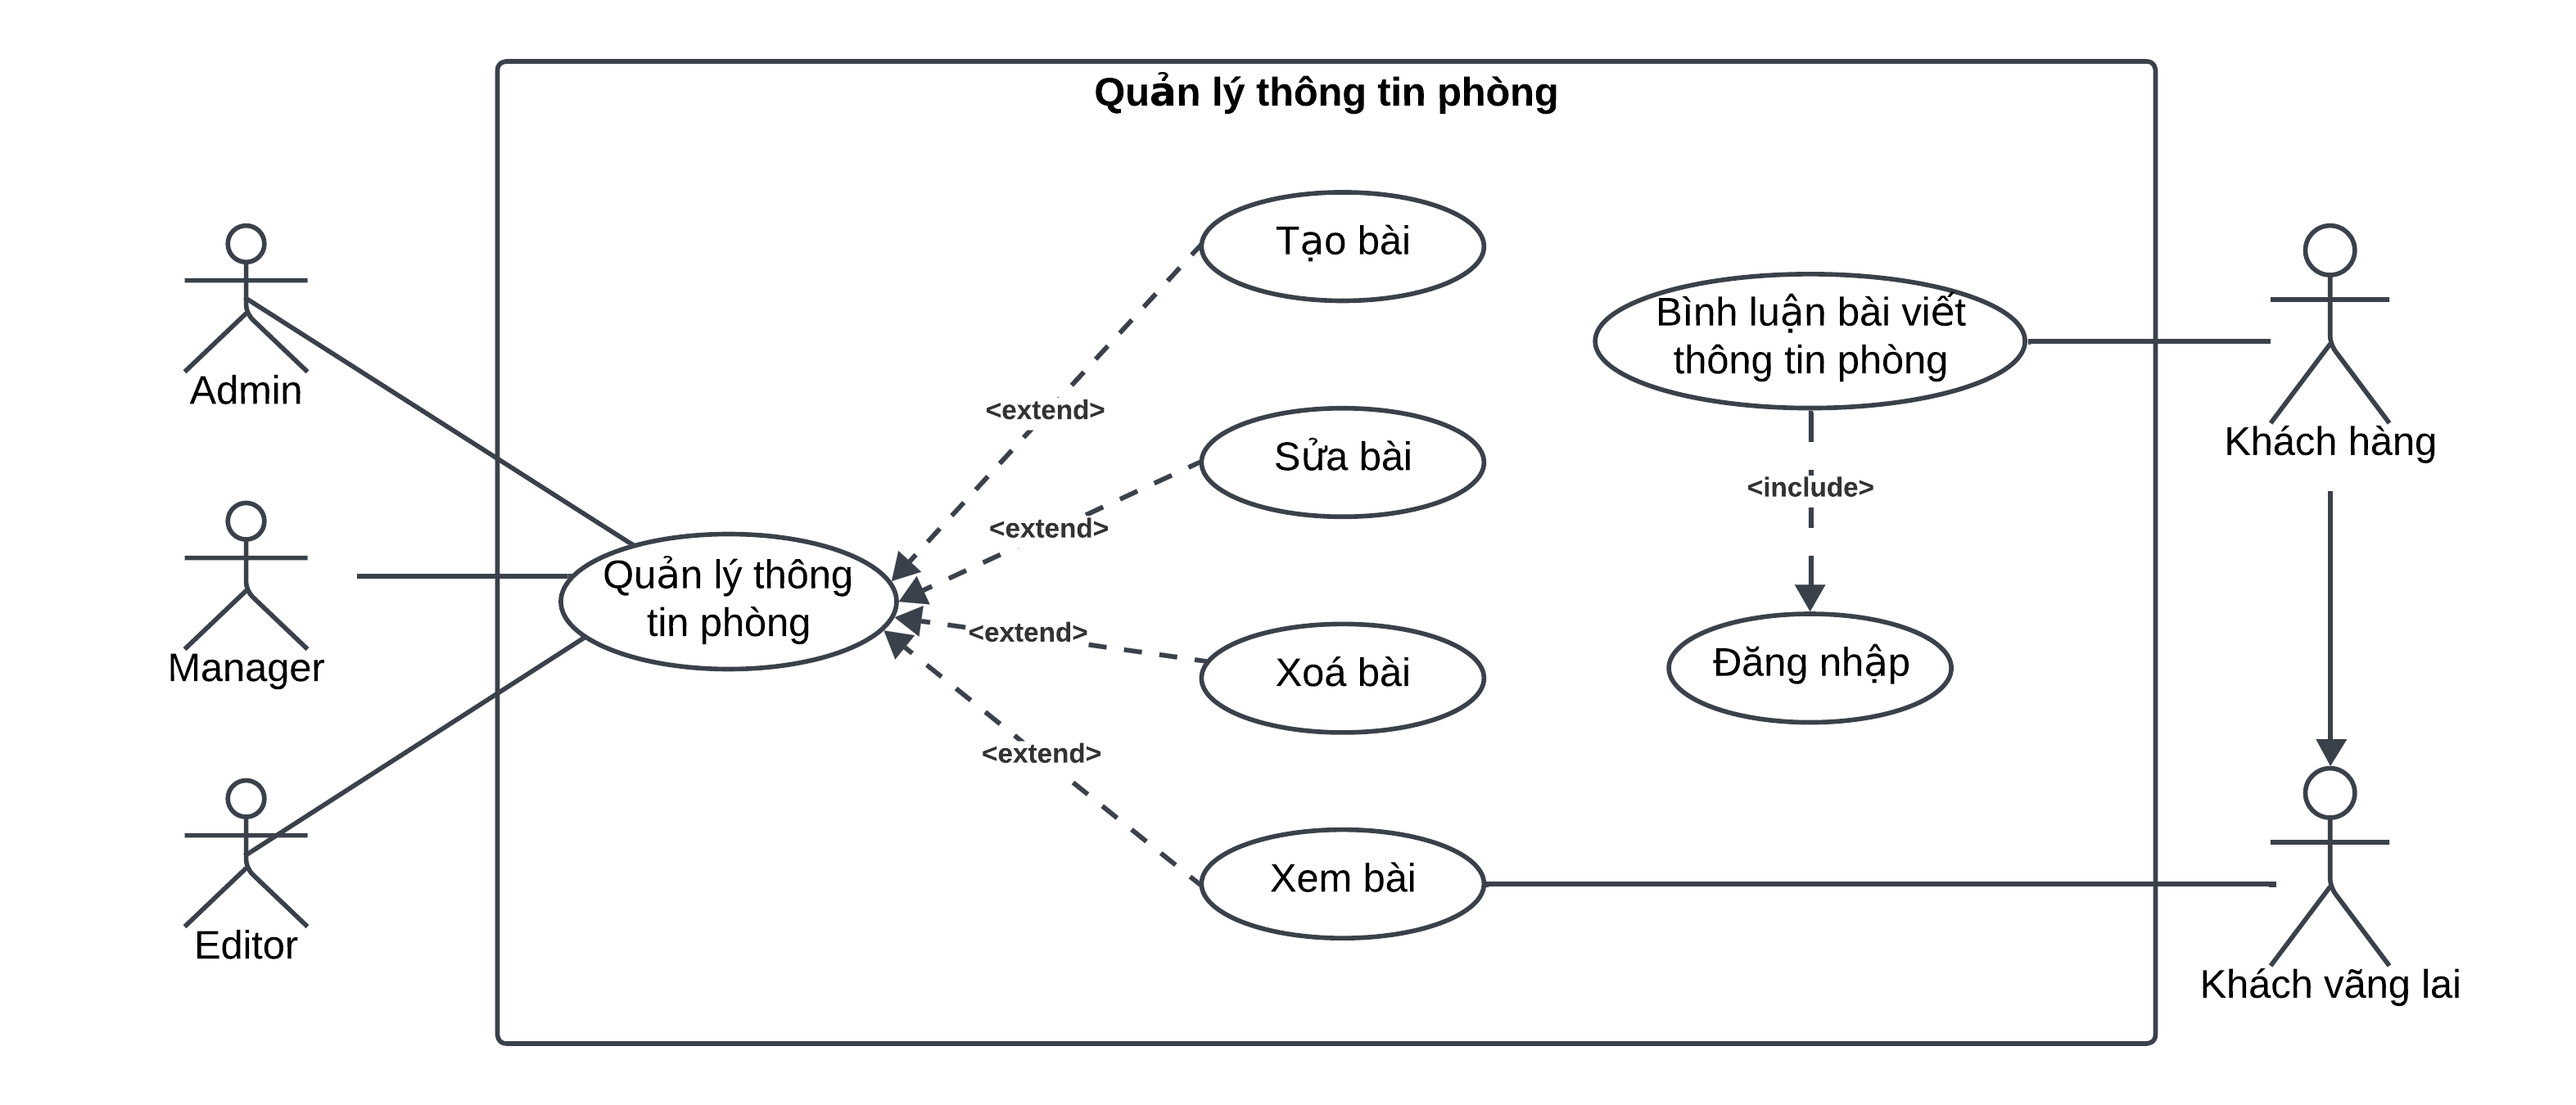 Quản lý thông tin phòng
Admin
Manager
Editor
Quản lý thông
tin phòng
<extend>
<extend>
<extend>
<extend>
Tạo bài
Sửa bài
Xoá bài
Xem bài
Bình luận bài viết
thông tin phòng
<include>
Đăng nhập
Khách hàng
Khách vãng lai